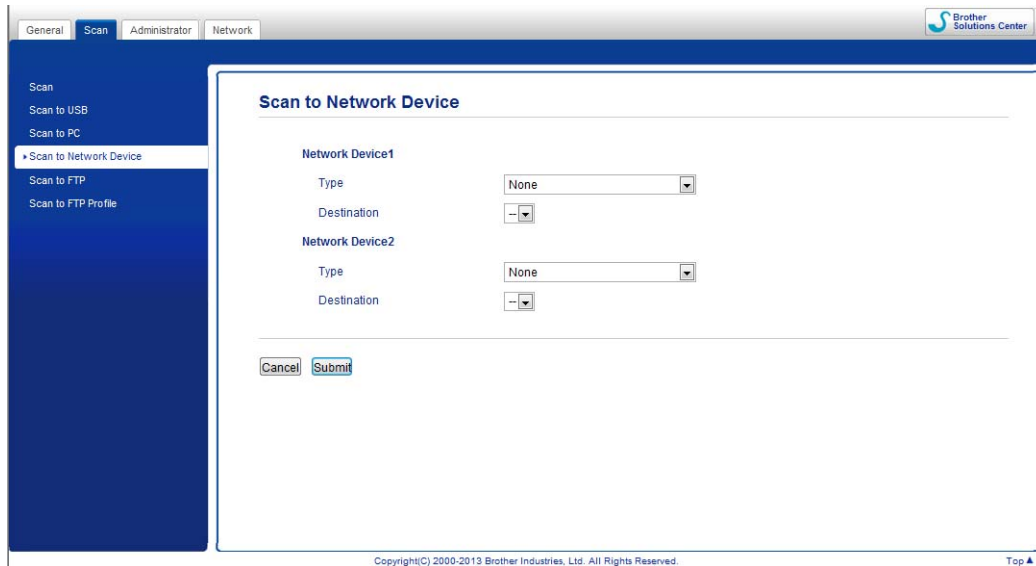 General Scan Administrator Network
Brother
Solutions Center
Scan
Scan to USB
Scan to PC
Scan to Network Device
Scan to FTP
Scan to FTP Profile
Scan to Network Device
Network Device1
Type None
Destination --
Network Device2
Type None
Destination --
Cancel Submit
Copyright(C) 2000-2013 Brother Industries, Ltd. All Rights Reserved.
Top▲